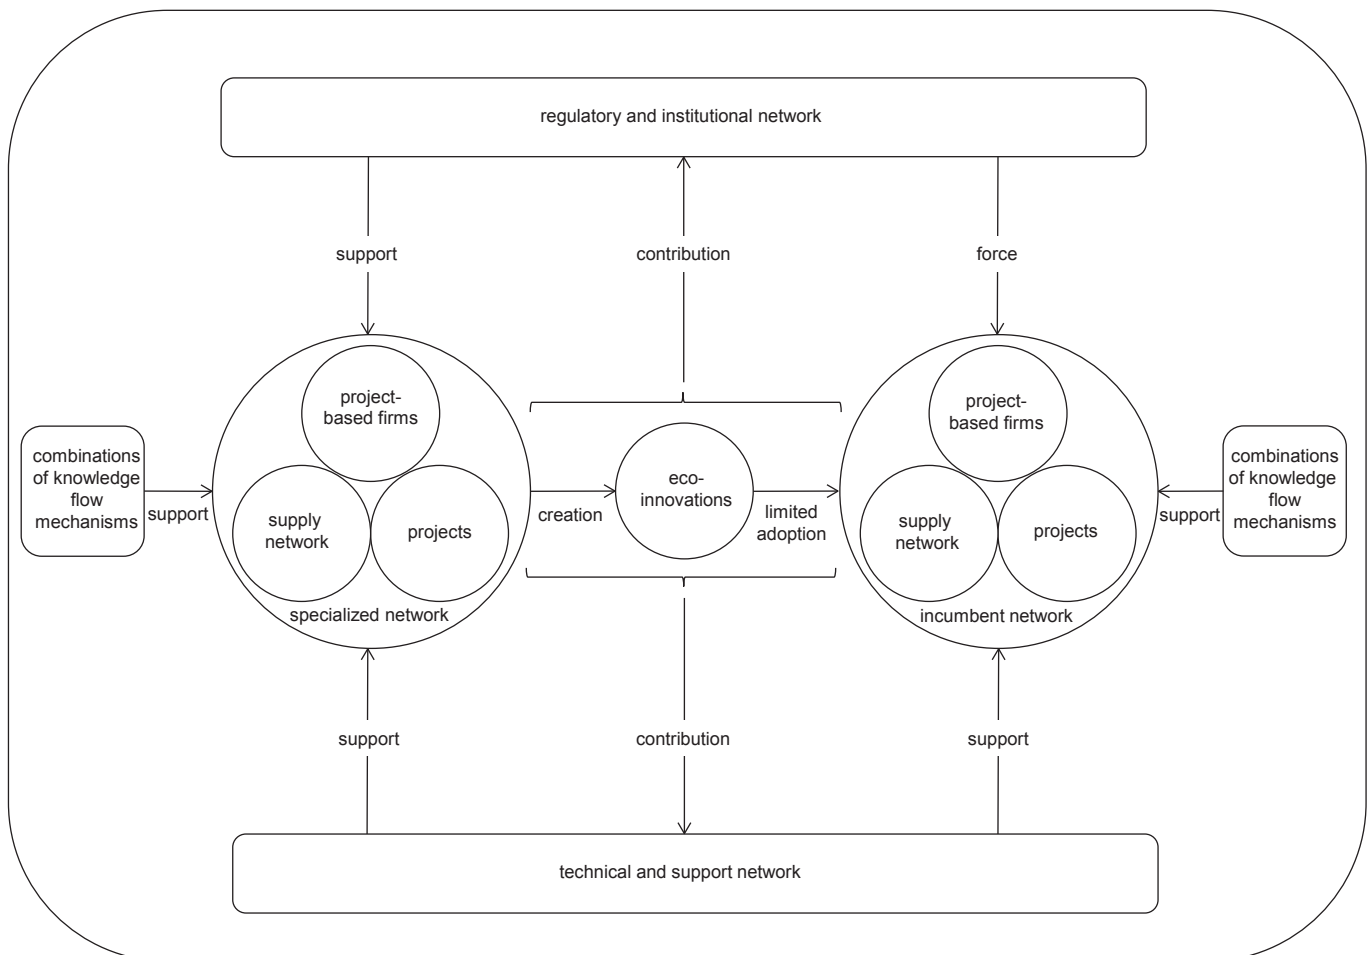 regulatory and institutional network
support
contribution
force
project-
based firms
supply
network
projects
specialized network
combinations
of knowledge
flow
mechanisms
support
creation
eco-
innovations
limited
adoption
project-
based firms
supply
network
projects
incumbent network
support
combinations
of knowledge
flow
mechanisms
support
contribution
support
technical and support network